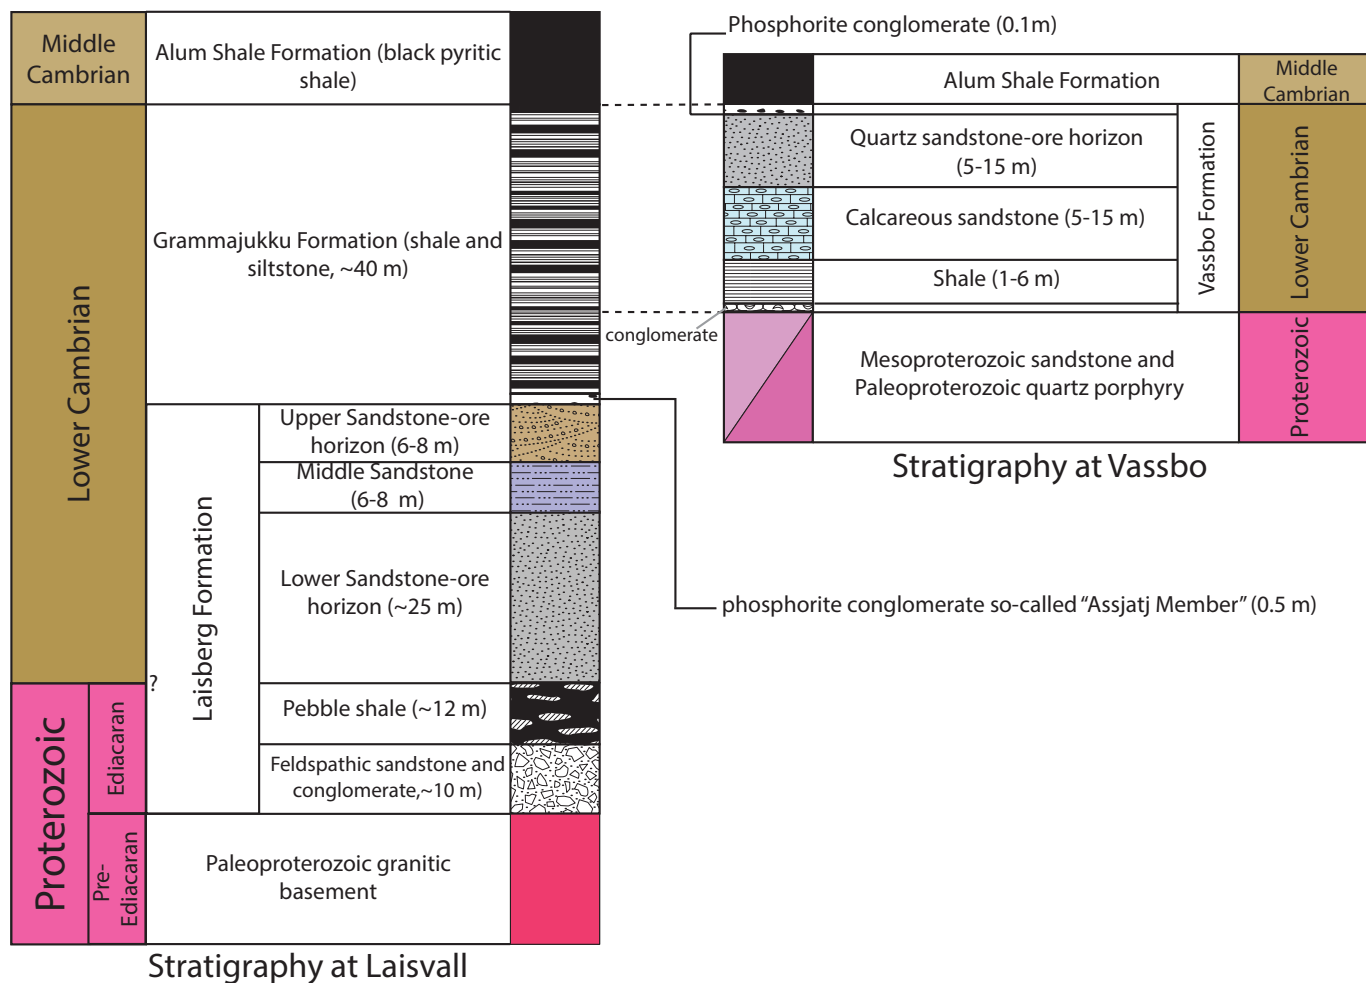 Middle
Cambrian
Alum Shale Formation (black pyritic
shale)
Lower Cambrian
Grammajukku Formation (shale and
siltstone, ~40 m)
Laisberg Formation
Upper Sandstone-ore
horizon (6-8 m)
Middle Sandstone
(6-8 m)
Lower Sandstone-ore
horizon (~25 m)
?
Proterozoic
Ediacaran
Pebble shale (~12 m)
Feldspathic sandstone and
conglomerate,~10 m)
Pre-
Ediacaran
Paleoproterozoic granitic
basement
Stratigraphy at Laisvall
Phosphorite conglomerate (0.1m)
Alum Shale Formation
Middle
Cambrian
Quartz sandstone-ore horizon
(5-15 m)
Calcareous sandstone (5-15 m)
Shale (1-6 m)
Vassbo Formation
Lower Cambrian
conglomerate
Mesoproterozoic sandstone and
Paleoproterozoic quartz porphyry
Proterozoic
Stratigraphy at Vassbo
phosphorite conglomerate so-called “Assjatj Member” (0.5 m)